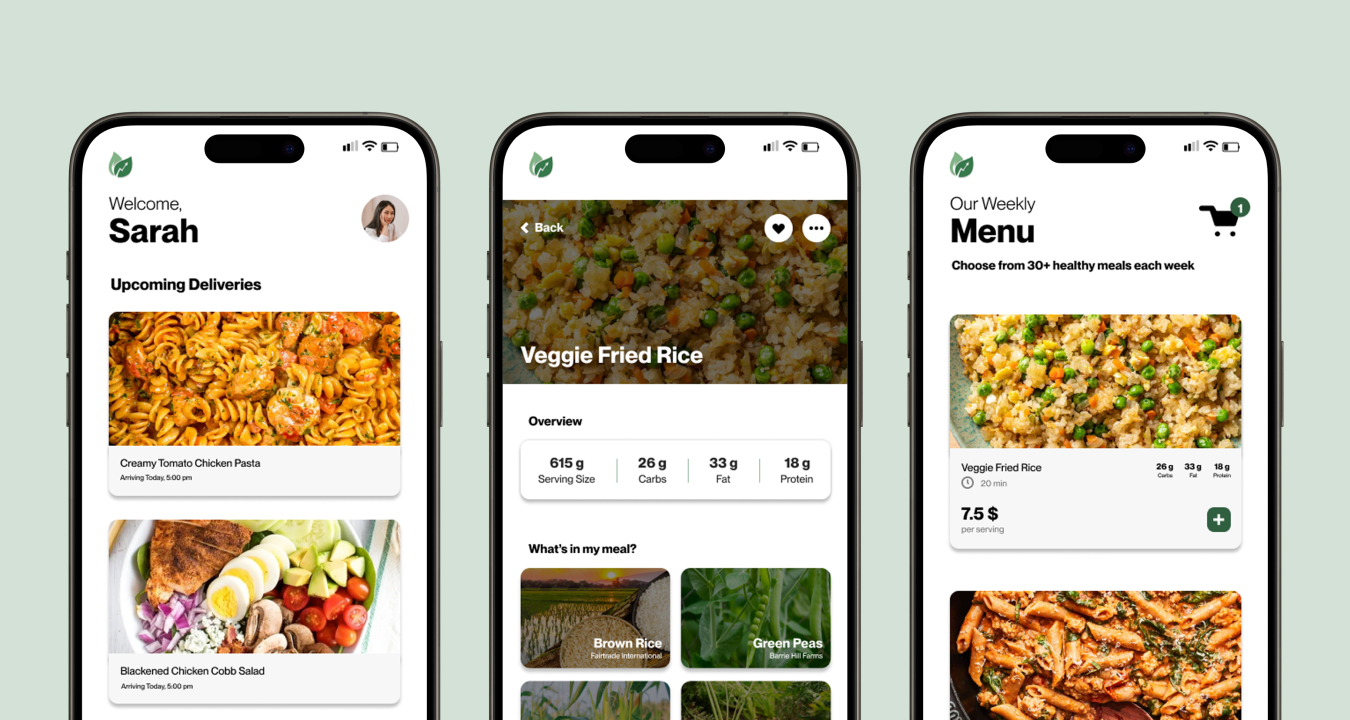 Welcome,
Sarah
Upcoming Deliveries
Creamy Tomato Chicken Pasta
Arriving Today, 5:00 pm
Blackened Chicken Cobb Salad
Arriving Today, 5:00 pm
Back
Veggie Fried Rice
Overview
615 g 26 g 33 g 18 g
Serving Size Carbs Fat Protein
What's in my meal?
Brown Rice Green Peas
Fairtrade International Barrie Hill Farms
Our Weekly
Menu
1
Choose from 30+ healthy meals each week
Veggie Fried Rice
26 g 33 g 18 g
Carbs Fat Protein
20 min
7.5 $
per serving